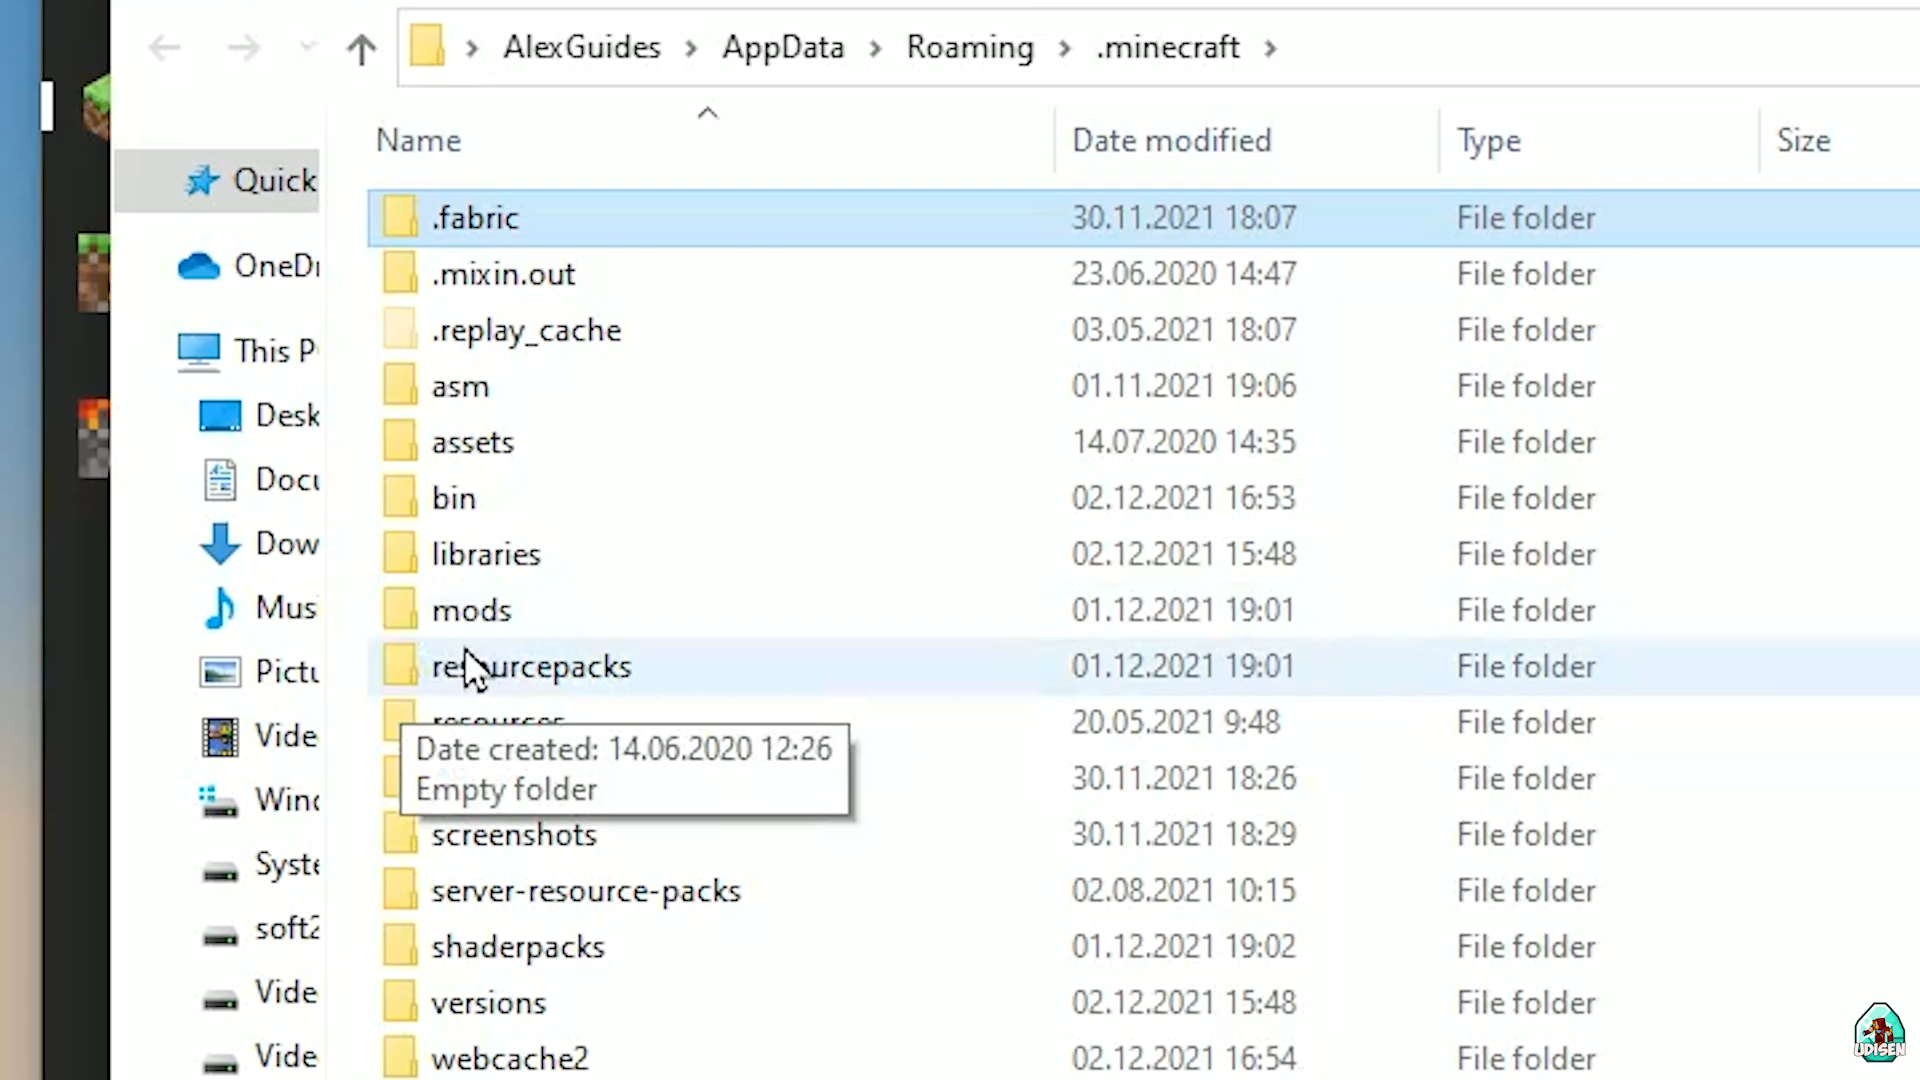 AlexGuides > AppData > Roaming > .minecraft >
Name Date modified Type Size
Quick
OneDr
This P
Desk
Docu
Dow
Mus
Pictu
Vide
Wind
Syste
soft2
Vide
Vide
.fabric 30.11.2021 18:07 File folder
.mixin.out 23.06.2020 14:47 File folder
.replay_cache 03.05.2021 18:07 File folder
asm 01.11.2021 19:06 File folder
assets 14.07.2020 14:35 File folder
bin 02.12.2021 16:53 File folder
libraries 02.12.2021 15:48 File folder
mods 01.12.2021 19:01 File folder
resourcepacks 01.12.2021 19:01 File folder
resources 20.05.2021 9:48 File folder
Date created: 14.06.2020 12:26
Empty folder
30.11.2021 18:26 File folder
screenshots 30.11.2021 18:29 File folder
server-resource-packs 02.08.2021 10:15 File folder
shaderpacks 01.12.2021 19:02 File folder
versions 02.12.2021 15:48 File folder
webcache2 02.12.2021 16:54 File folder
UDISEN